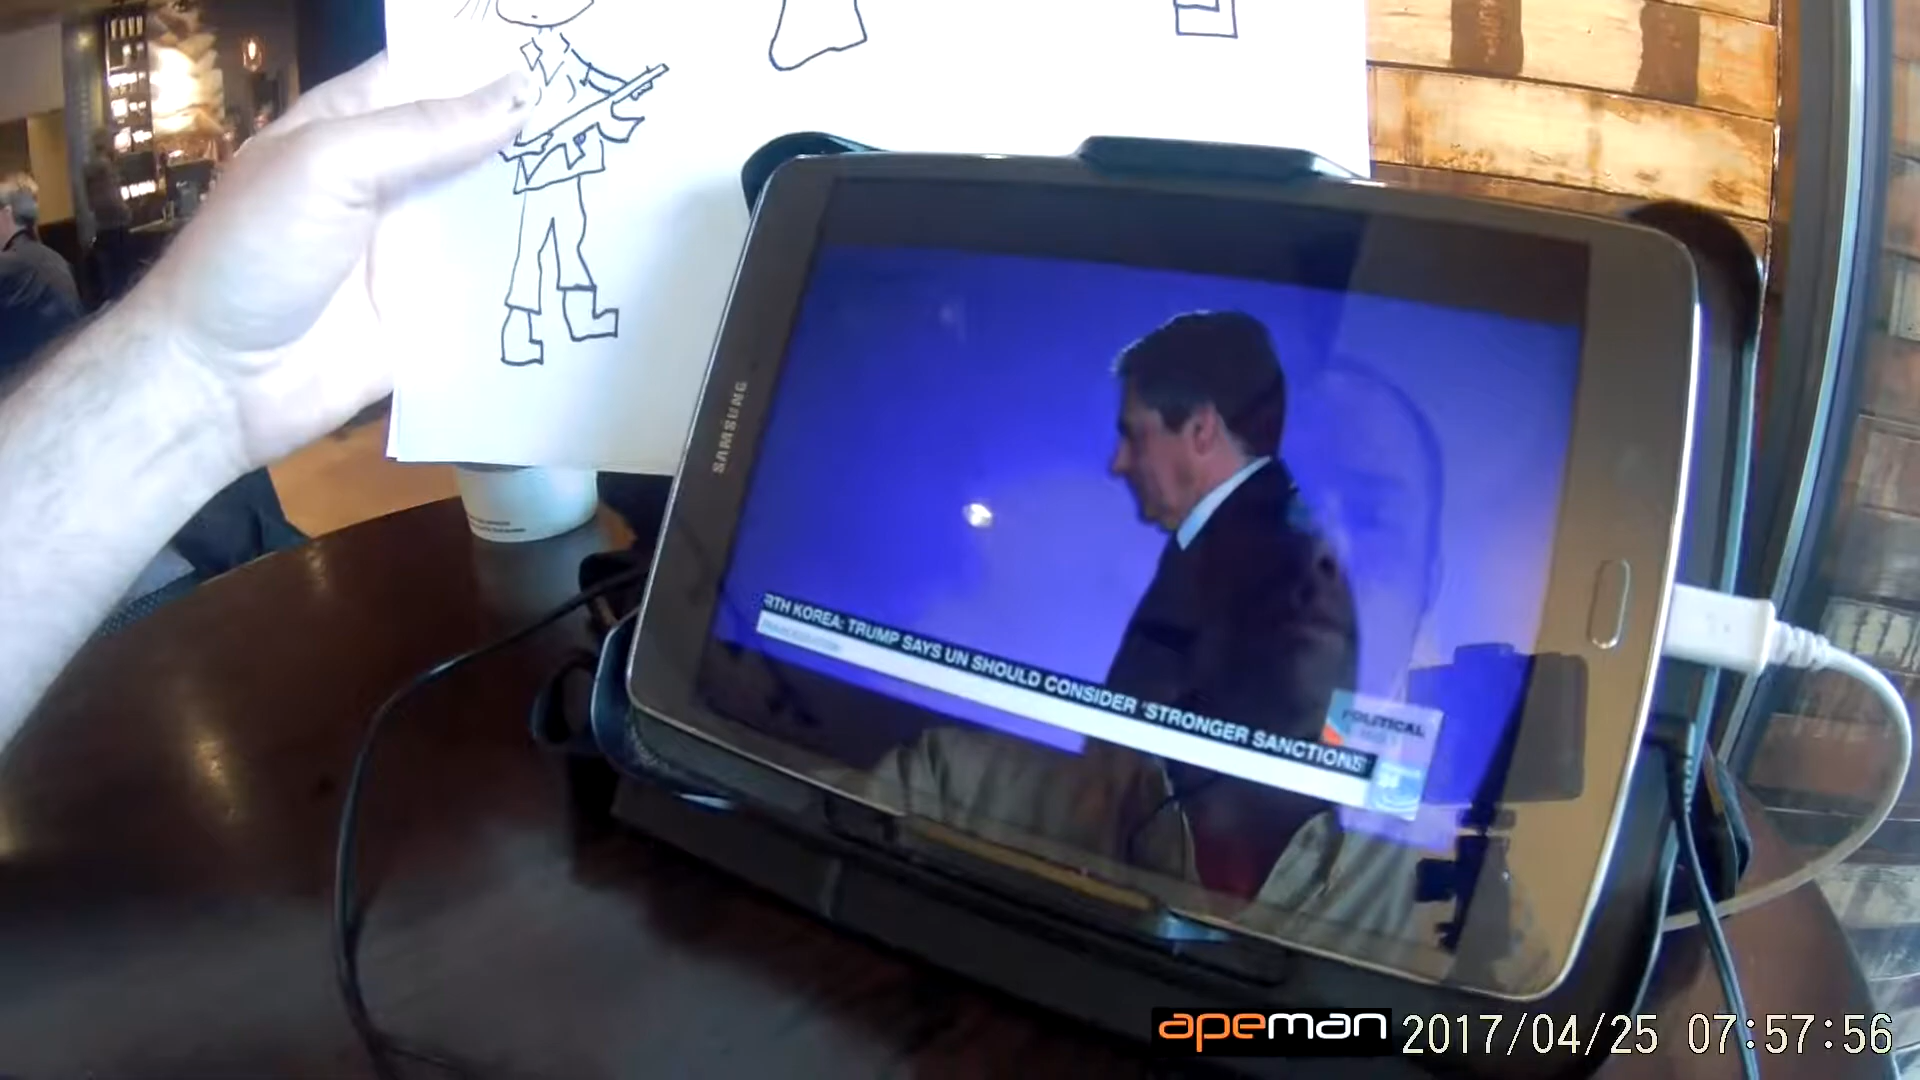 SAMSUNG
RTH KOREA: TRUMP SAYS UN SHOULD CONSIDER 'STRONGER SANCTIONS'
POLITICAL
apeman 2017/04/25 07:57:56